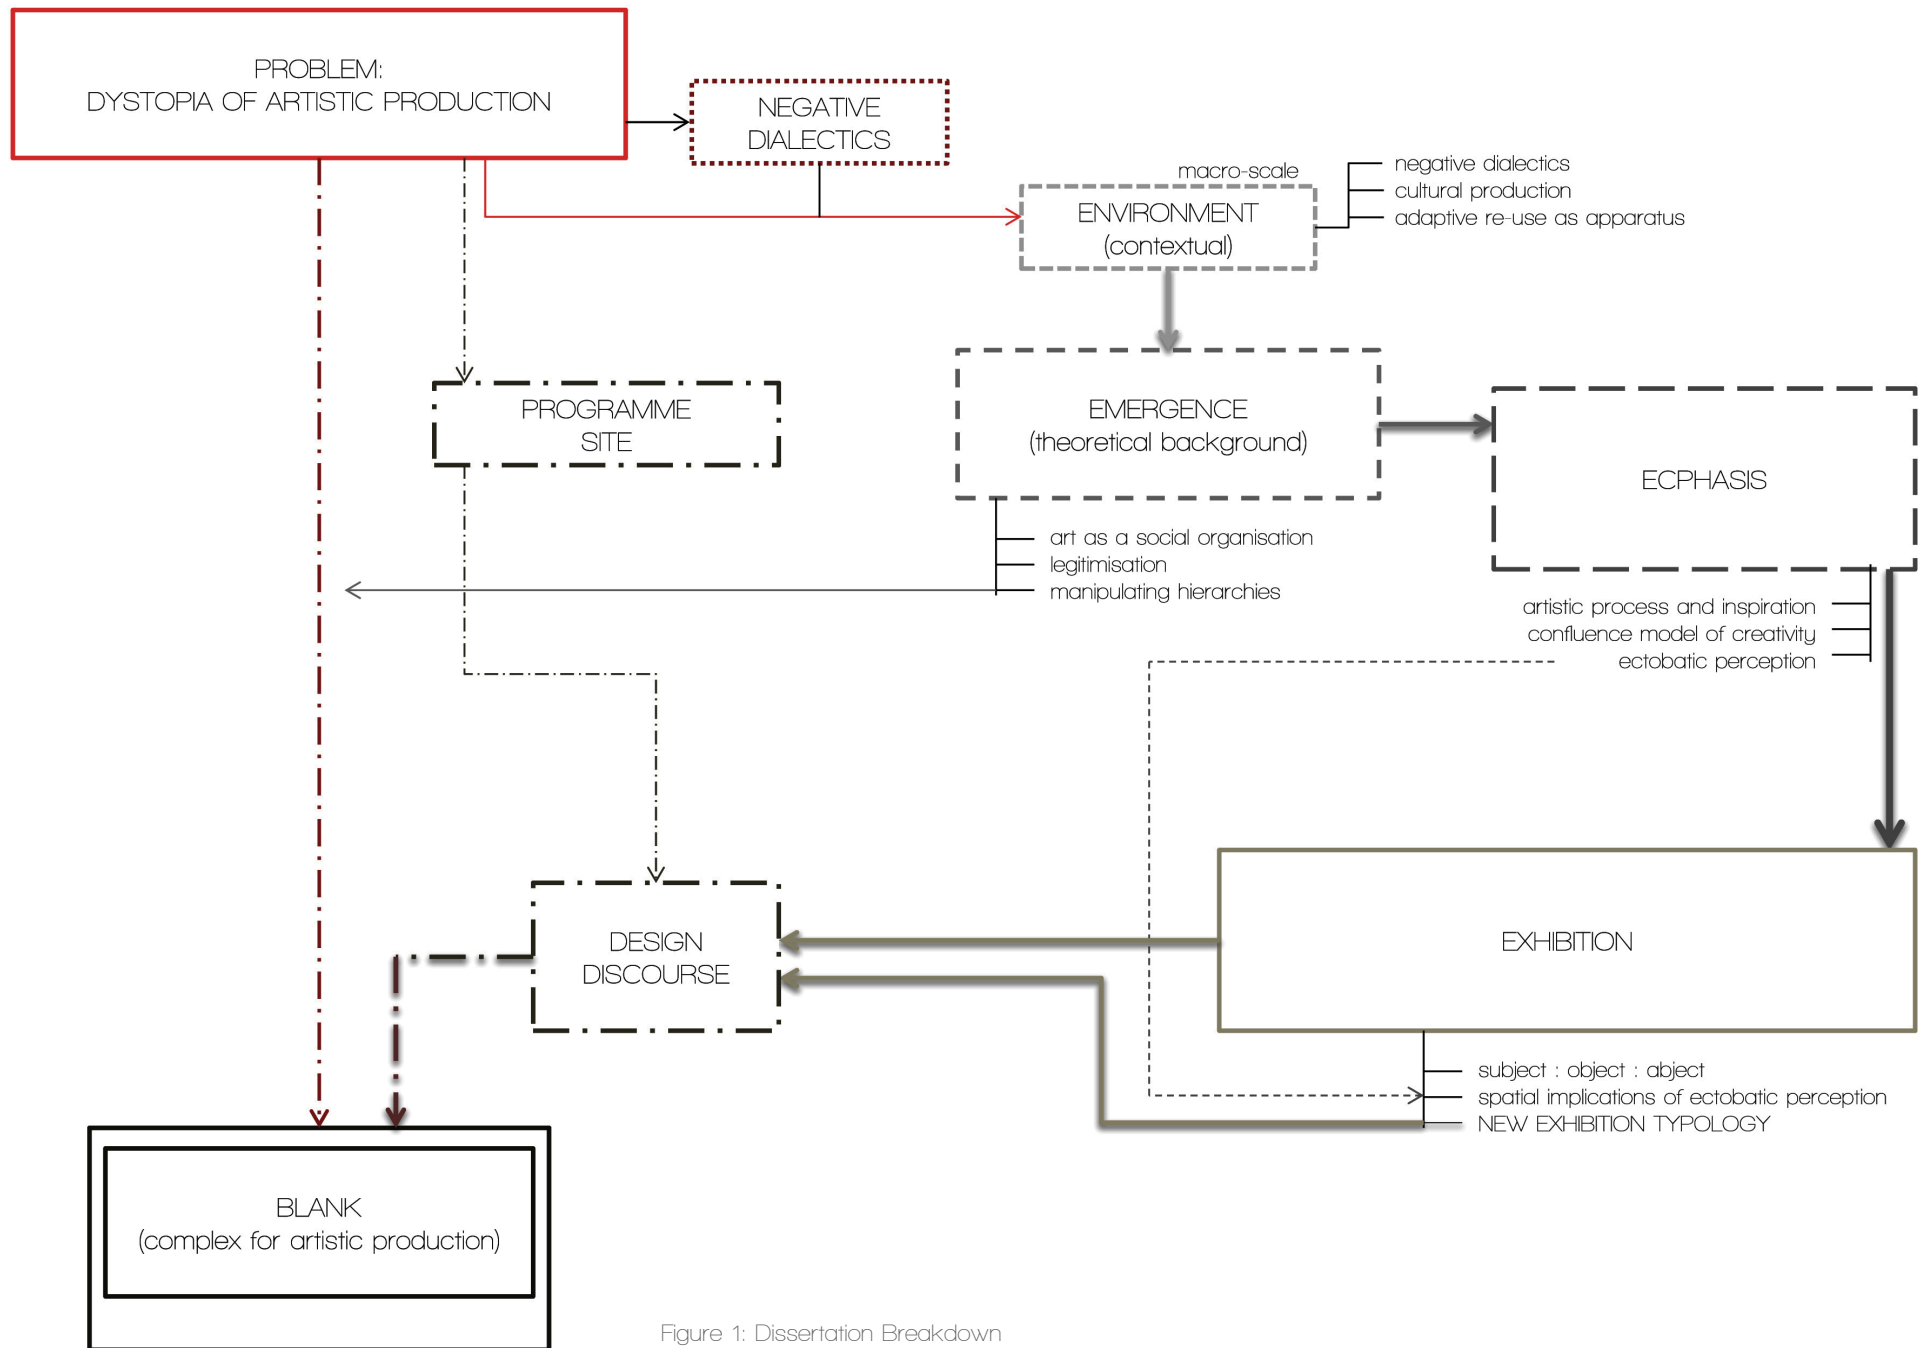 PROBLEM:
DYSTOPIA OF ARTISTIC PRODUCTION
NEGATIVE
DIALECTICS
macro-scale
ENVIRONMENT
(contextual)
negative dialectics
cultural production
adaptive re-use as apparatus
PROGRAMME
SITE
EMERGENCE
(theoretical background)
art as a social organisation
legitimisation
manipulating hierarchies
ECPHASIS
artistic process and inspiration
confluence model of creativity
ectobatic perception
DESIGN
DISCOURSE
EXHIBITION
subject : object : abject
spatial implications of ectobatic perception
NEW EXHIBITION TYPOLOGY
BLANK
(complex for artistic production)
Figure 1: Dissertation Breakdown